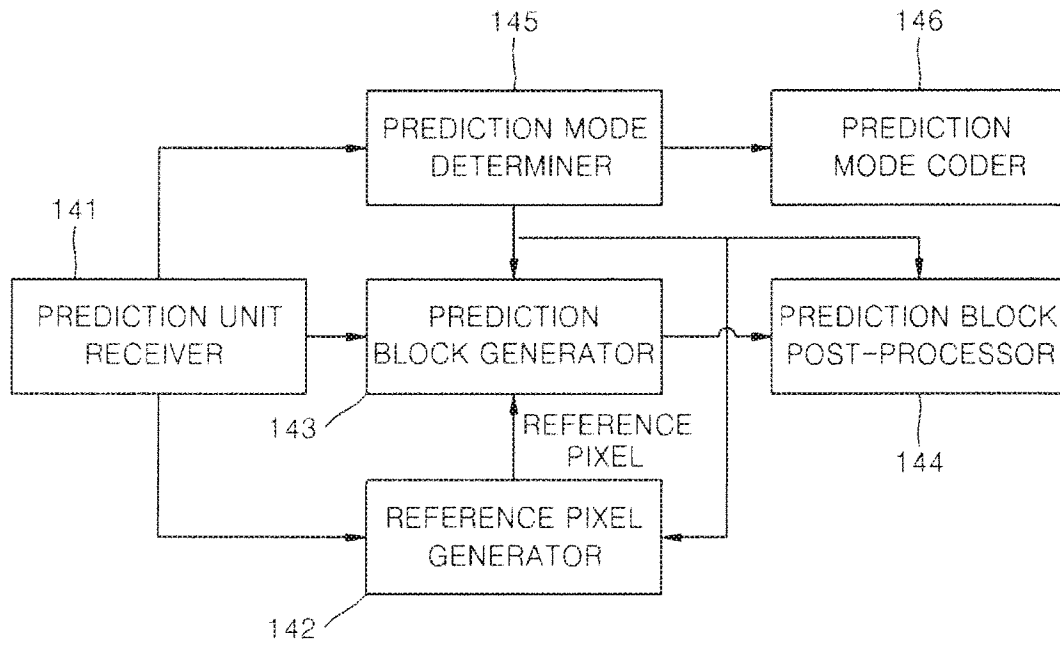 145
146
PREDICTION MODE
DETERMINER
PREDICTION
MODE CODER
141
PREDICTION UNIT
RECEIVER
PREDICTION
BLOCK GENERATOR
PREDICTION BLOCK
POST-PROCESSOR
143
REFERENCE
PIXEL
144
REFERENCE PIXEL
GENERATOR
142